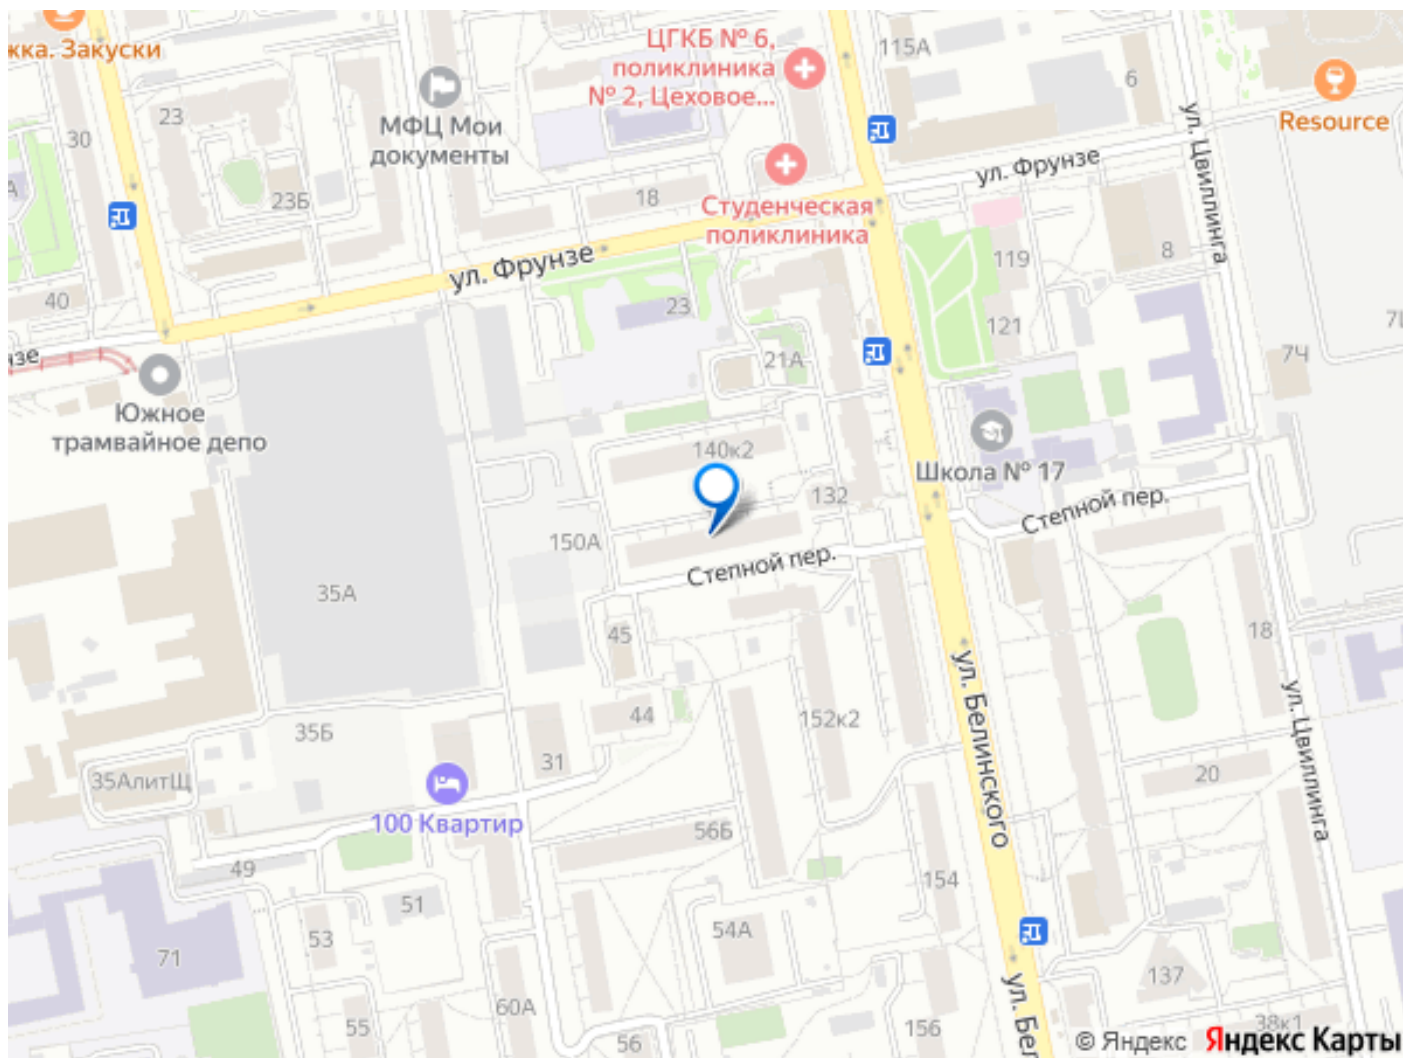 жка. Закуски
ЦГКБ № 6,
поликлиника
№ 2, Цеховое...
115А
6
Resource
23
30
МФЦ Мои
документы
ул. Цвиллинга
ул. Фрунзе
А
23Б
18
Студенческая
поликлиника
ул. Фрунзе
119
8
40
23
121
нзе
21А
7Ч
Южное
трамвайное депо
140к2
Школа № 17
132
Степной пер.
150А
Степной пер.
35А
45
18
ул. Белинского
ул. Цвиллинга
44
152к2
35Б
31
20
35АлитЩ
100 Квартир
56Б
49
154
51
54А
53
71
137
60А
55
156
56
ул. Бел
38к1
© Яндекс Яндекс Карты